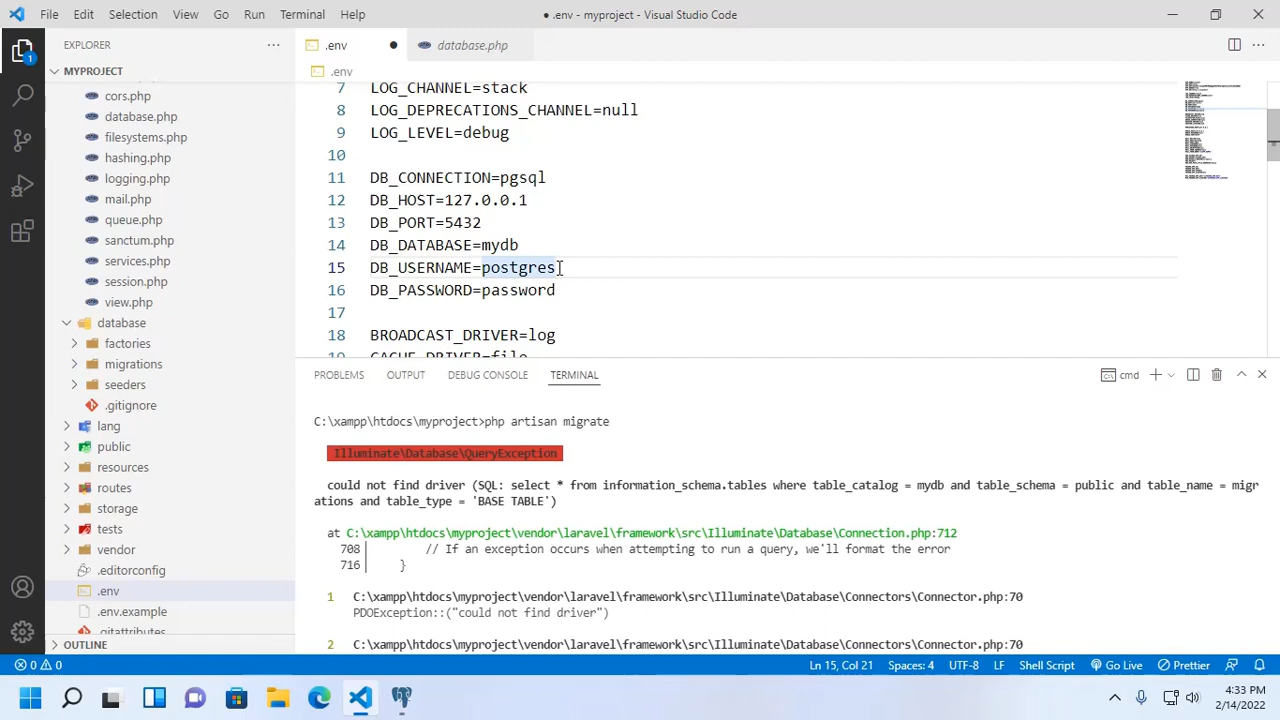 File Edit Selection View Go Run Terminal Help
● .env - myproject - Visual Studio Code
EXPLORER
.env
database.php
MYPROJECT
.env
cors.php
database.php
filesystems.php
hashing.php
logging.php
mail.php
queue.php
sanctum.php
services.php
session.php
view.php
database
factories
migrations
seeders
.gitignore
lang
public
resources
routes
storage
tests
vendor
.editorconfig
.env
.env.example
.gitattributes
OUTLINE
1
7 LOG_CHANNEL=stack
8 LOG_DEPRECATIONS_CHANNEL=null
9 LOG_LEVEL=debug
10
11 DB_CONNECTION=pgsql
12 DB_HOST=127.0.0.1
13 DB_PORT=5432
14 DB_DATABASE=mydb
15 DB_USERNAME=postgres
16 DB_PASSWORD=password
17
18 BROADCAST_DRIVER=log
19 CACHE_DRIVER=file
PROBLEMS OUTPUT DEBUG CONSOLE TERMINAL
cmd
C:\xampp\htdocs\myproject>php artisan migrate
Illuminate\Database\QueryException
could not find driver (SQL: select * from information_schema.tables where table_catalog = mydb and table_schema = public and table_name = migr
ations and table_type = 'BASE TABLE')
at C:\xampp\htdocs\myproject\vendor\laravel\framework\src\Illuminate\Database\Connection.php:712
708 // If an exception occurs when attempting to run a query, we'll format the error
716 }
1 C:\xampp\htdocs\myproject\vendor\laravel\framework\src\Illuminate\Database\Connectors\Connector.php:70
PDOException::("could not find driver")
2 C:\xampp\htdocs\myproject\vendor\laravel\framework\src\Illuminate\Database\Connectors\Connector.php:70
0 0 Ln 15, Col 21 Spaces: 4 UTF-8 LF Shell Script Go Live Prettier
4:33 PM
2/14/2022